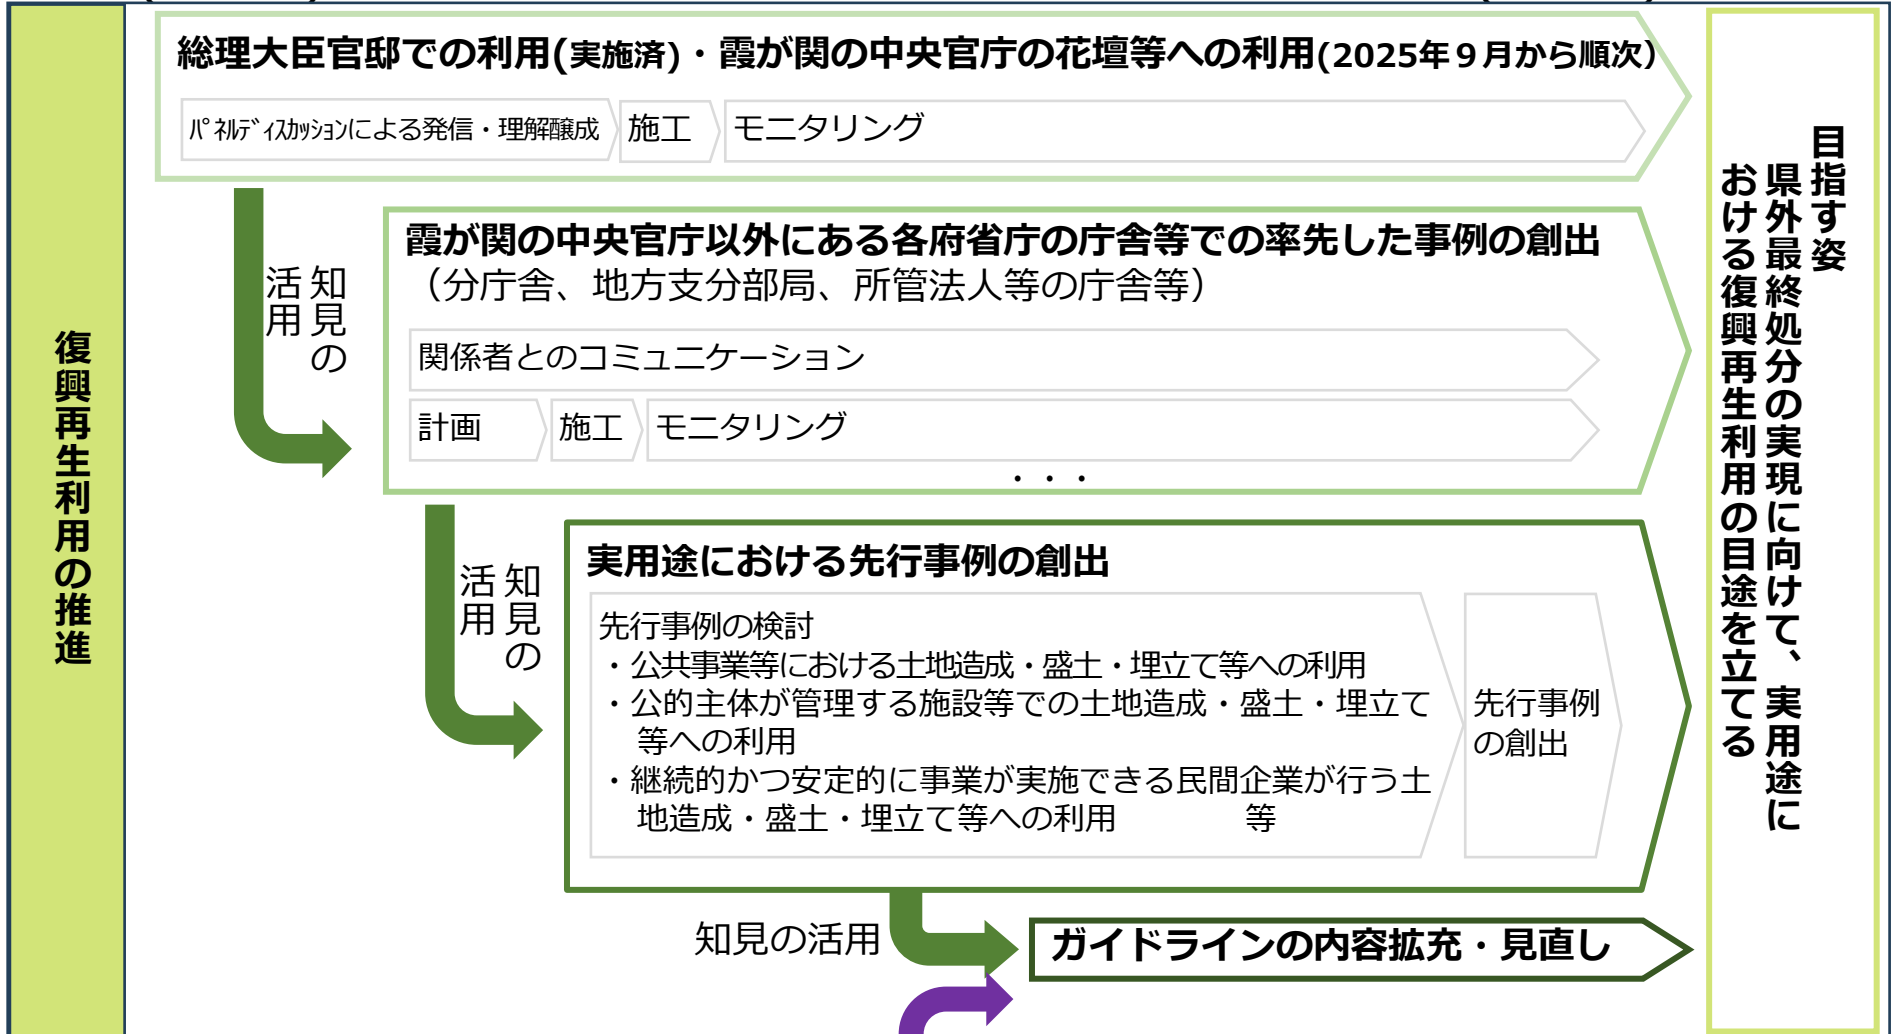 復興再生利用の推進
総理大臣官邸での利用(実施済)・霞が関の中央官庁の花壇等への利用(2025年９月から順次)
ﾊﾟﾈﾙﾃﾞｨｽｶｯｼｮﾝによる発信・理解醸成
施工
モニタリング
知見の
活用
霞が関の中央官庁以外にある各府省庁の庁舎等での率先した事例の創出
（分庁舎、地方支分部局、所管法人等の庁舎等）
関係者とのコミュニケーション
計画
施工
モニタリング
・・・
知見の
活用
実用途における先行事例の創出
先行事例の検討
・公共事業等における土地造成・盛土・埋立て等への利用
・公的主体が管理する施設等での土地造成・盛土・埋立て
等への利用
・継続的かつ安定的に事業が実施できる民間企業が行う土
地造成・盛土・埋立て等への利用　　　　等
先行事例
の創出
知見の活用
ガイドラインの内容拡充・見直し
目指す姿
県外最終処分の実現に向けて、実用途に
おける復興再生利用の目途を立てる